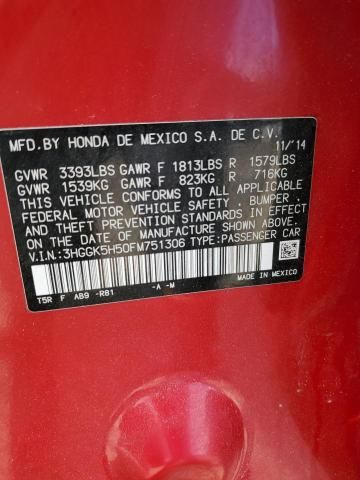 MFD.BY HONDA DE MEXICO S.A. DE C.V.
11/'14
GVWR 3393LBS GAWR F 1813LBS R 1579LBS
GVWR 1539KG GAWR F 823KG R 716KG
THIS VEHICLE CONFORMS TO ALL APPLICABLE
FEDERAL MOTOR VEHICLE SAFETY , BUMPER ,
AND THEFT PREVENTION STANDARDS IN EFFECT
ON THE DATE OF MANUFACTURE SHOWN ABOVE.
V.I.N:3HGGK5H50FM751306 TYPE:PASSENGER CAR
MADE IN MEXICO
T5R F AB9 -R81 -A -M